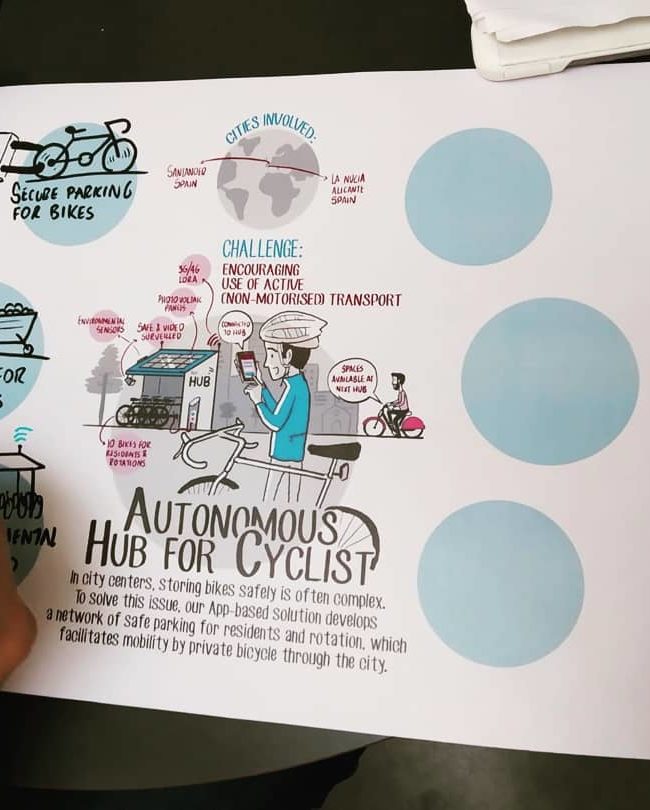 SECURE PARKING
FOR BIKES
FOR
CITIES INVOLVED:
SANTANDER
SPAIN
LA NUCIA
ALICANTE
SPAIN
CHALLENGE:
ENCOURAGING
USE OF ACTIVE
(NON-MOTORISED) TRANSPORT
3G/4G
LORA
PHOTOVOLTAIC
PANELS
ENVIRONMENTAL
SENSORS
SAFE & VIDEO
SURVEILLED
CONNECTED
TO HUB
HUB
SPACES
AVAILABLE AT
NEXT HUB
10 BIKES FOR
RESIDENTS &
ROTATIONS
AUTONOMOUS
HUB FOR CYCLIST
In city centers, storing bikes safely is often complex.
To solve this issue, our App-based solution develops
a network of safe parking for residents and rotation, which
facilitates mobility by private bicycle through the city.